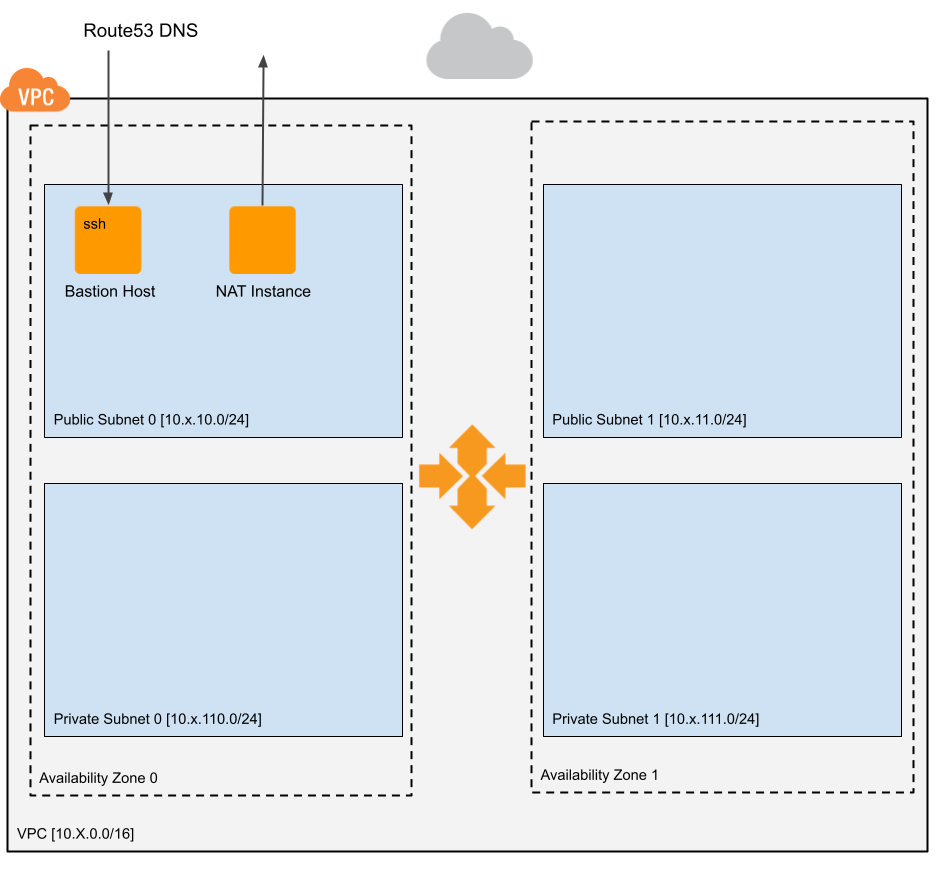 Route53 DNS
VPC
ssh
Bastion Host
NAT Instance
Public Subnet 0 [10.x.10.0/24]
Public Subnet 1 [10.x.11.0/24]
Private Subnet 0 [10.x.110.0/24]
Private Subnet 1 [10.x.111.0/24]
Availability Zone 0
Availability Zone 1
VPC [10.X.0.0/16]